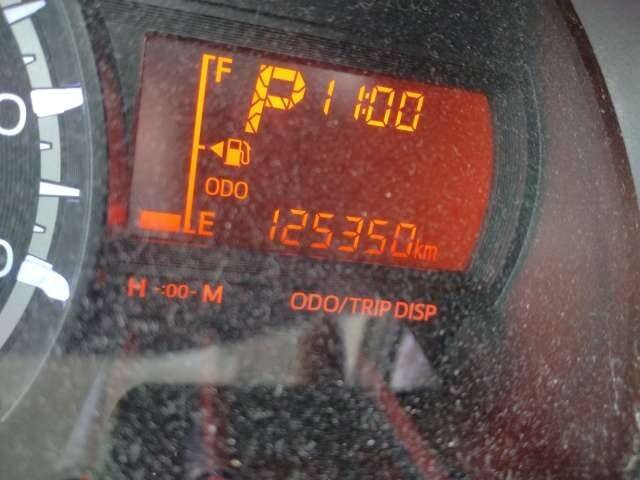 F
P 11:00
ODO
E 125350km
H -:00- M ODO/TRIP DISP